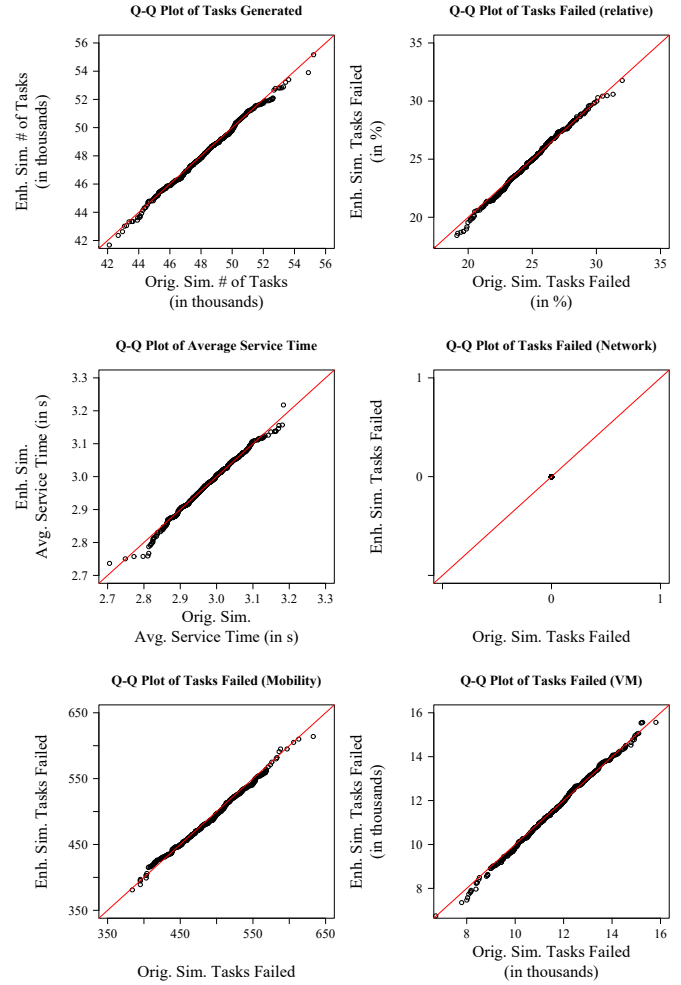 Q-Q Plot of Tasks Generated
Enh. Sim. # of Tasks
(in thousands)
56
54
52
50
48
46
44
42
42 44 46 48 50 52 54 56
Orig. Sim. # of Tasks
(in thousands)
Q-Q Plot of Tasks Failed (relative)
Enh. Sim. Tasks Failed
(in %)
35
30
25
20
20 25 30 35
Orig. Sim. Tasks Failed
(in %)
Q-Q Plot of Average Service Time
Enh. Sim.
Avg. Service Time (in s)
3.3
3.2
3.1
3.0
2.9
2.8
2.7
2.7 2.8 2.9 3.0 3.1 3.2 3.3
Orig. Sim.
Avg. Service Time (in s)
Q-Q Plot of Tasks Failed (Network)
Enh. Sim. Tasks Failed
1
0
0 1
Orig. Sim. Tasks Failed
Q-Q Plot of Tasks Failed (Mobility)
Enh. Sim. Tasks Failed
650
550
450
350
350 450 550 650
Orig. Sim. Tasks Failed
Q-Q Plot of Tasks Failed (VM)
Enh. Sim. Tasks Failed
(in thousands)
16
14
12
10
8
8 10 12 14 16
Orig. Sim. Tasks Failed
(in thousands)